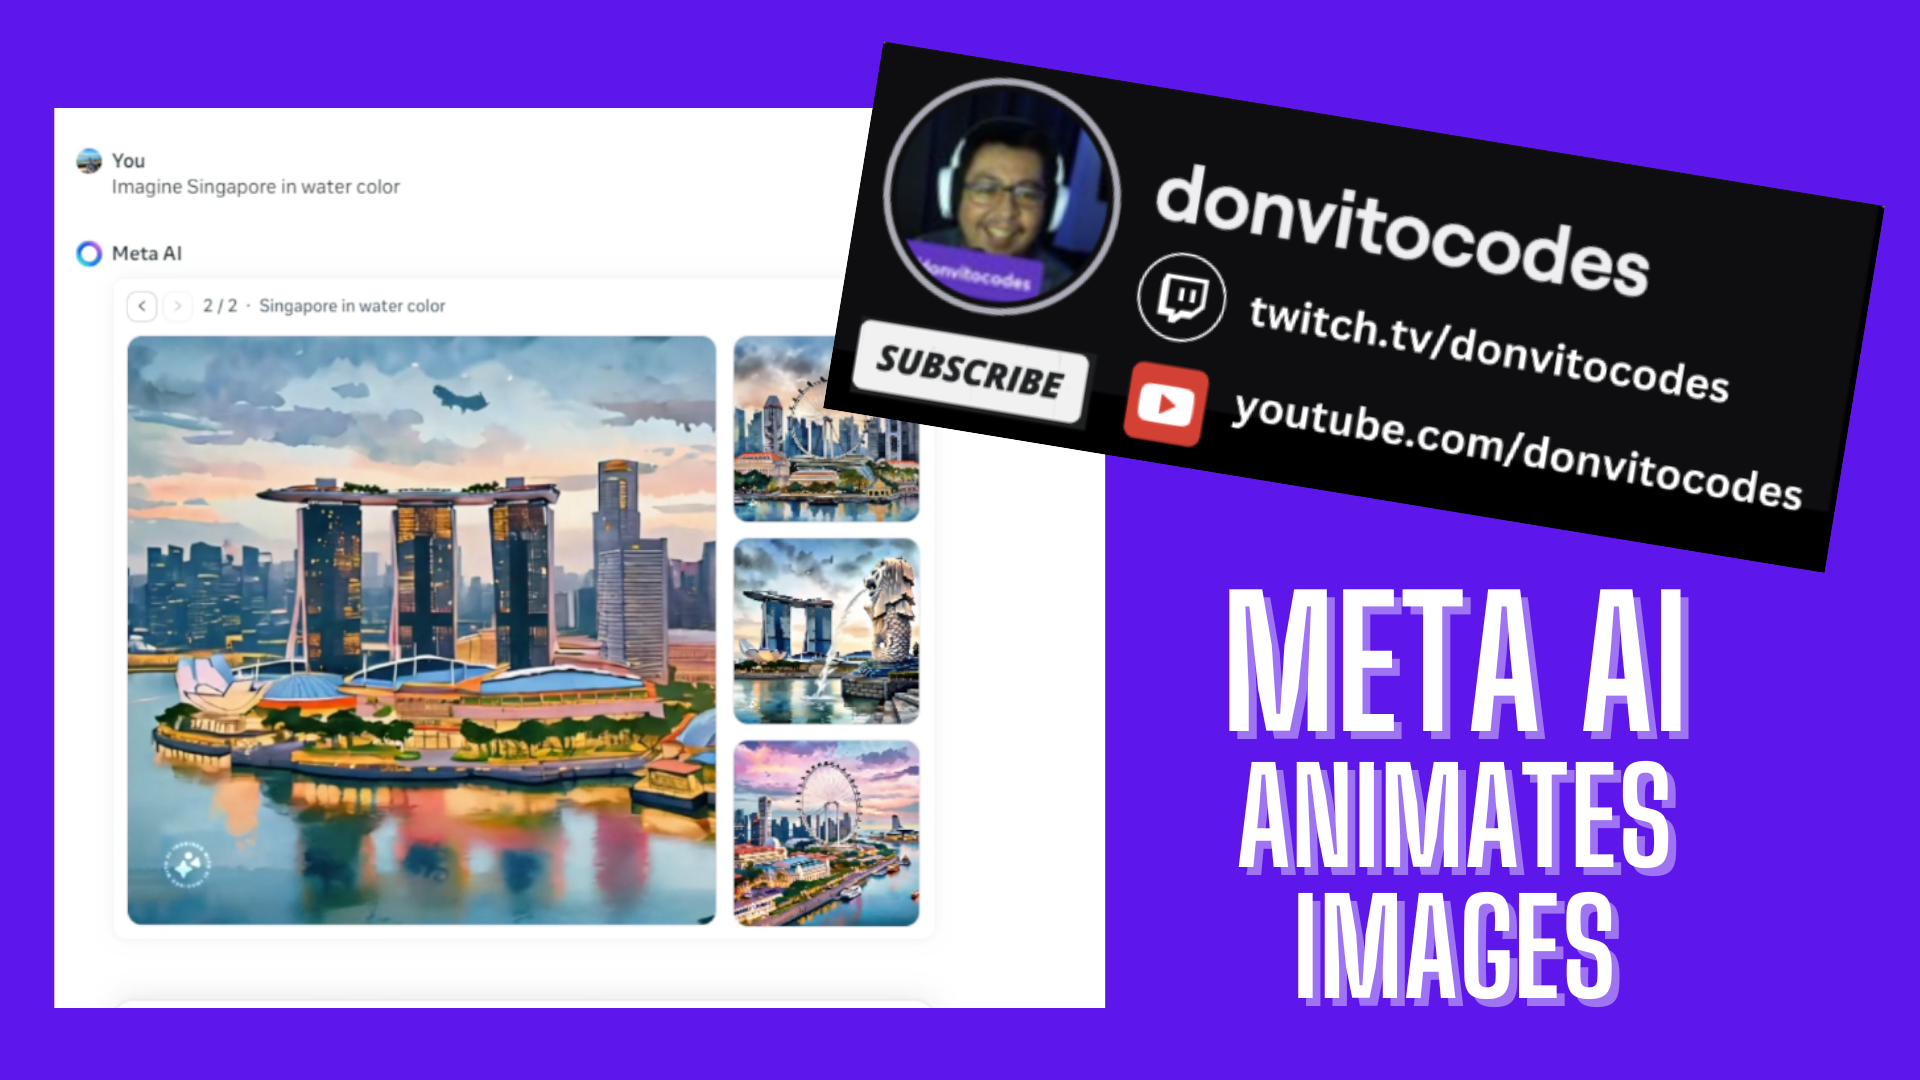 You
Imagine Singapore in water color
Meta AI
2 / 2 · Singapore in water color
donvitocodes
donvitocodes
twitch.tv/donvitocodes
SUBSCRIBE
youtube.com/donvitocodes
META AI
ANIMATES
IMAGES